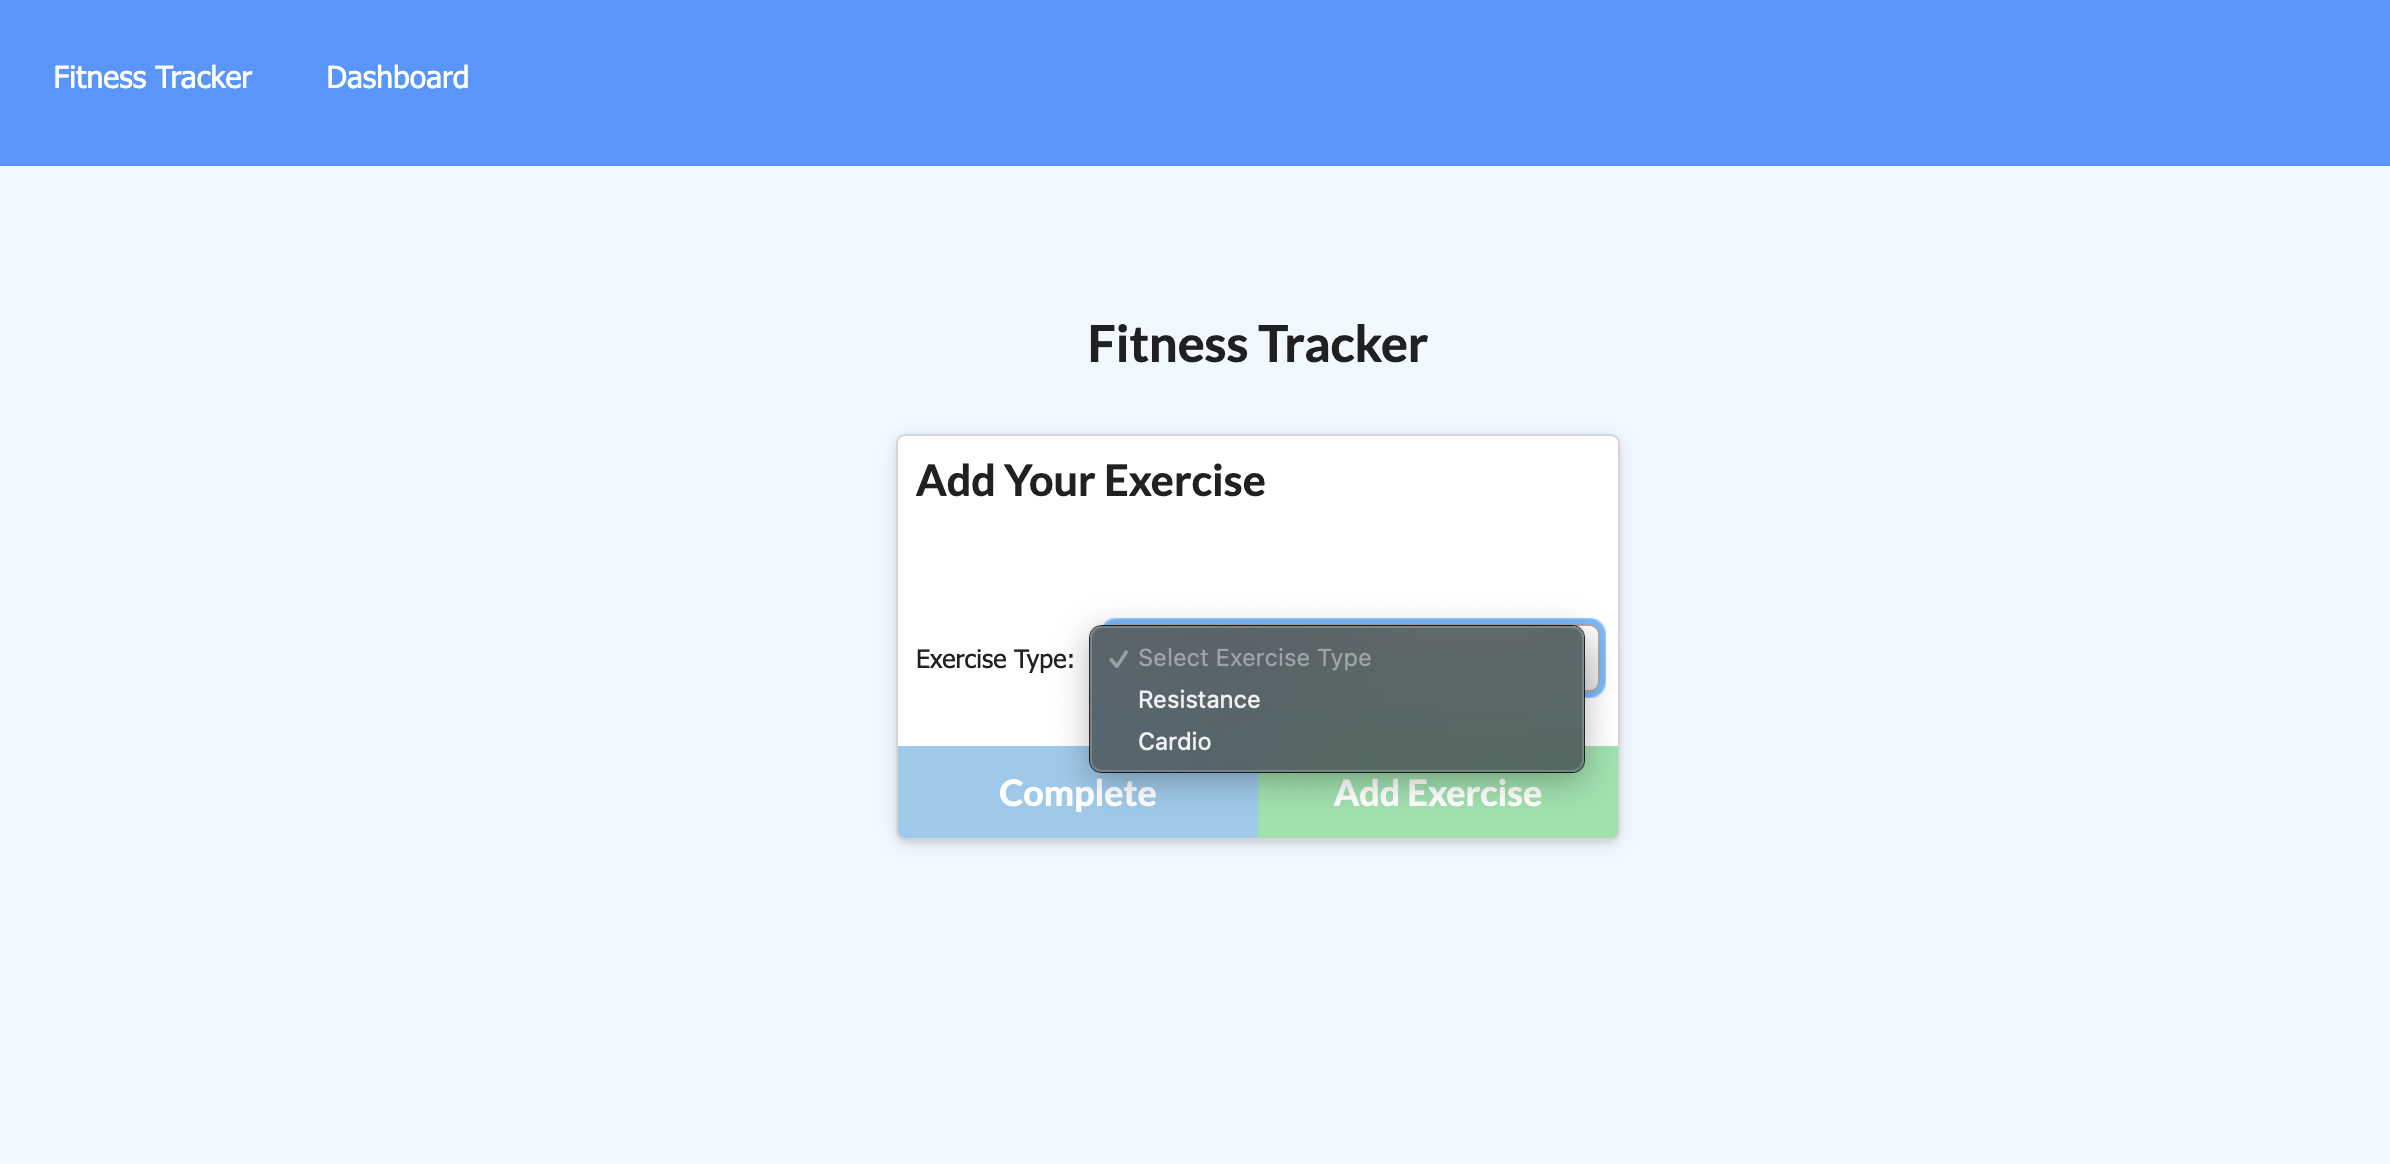 Fitness Tracker Dashboard
Fitness Tracker
Add Your Exercise
Exercise Type:
✓ Select Exercise Type
Resistance
Cardio
Complete
Add Exercise